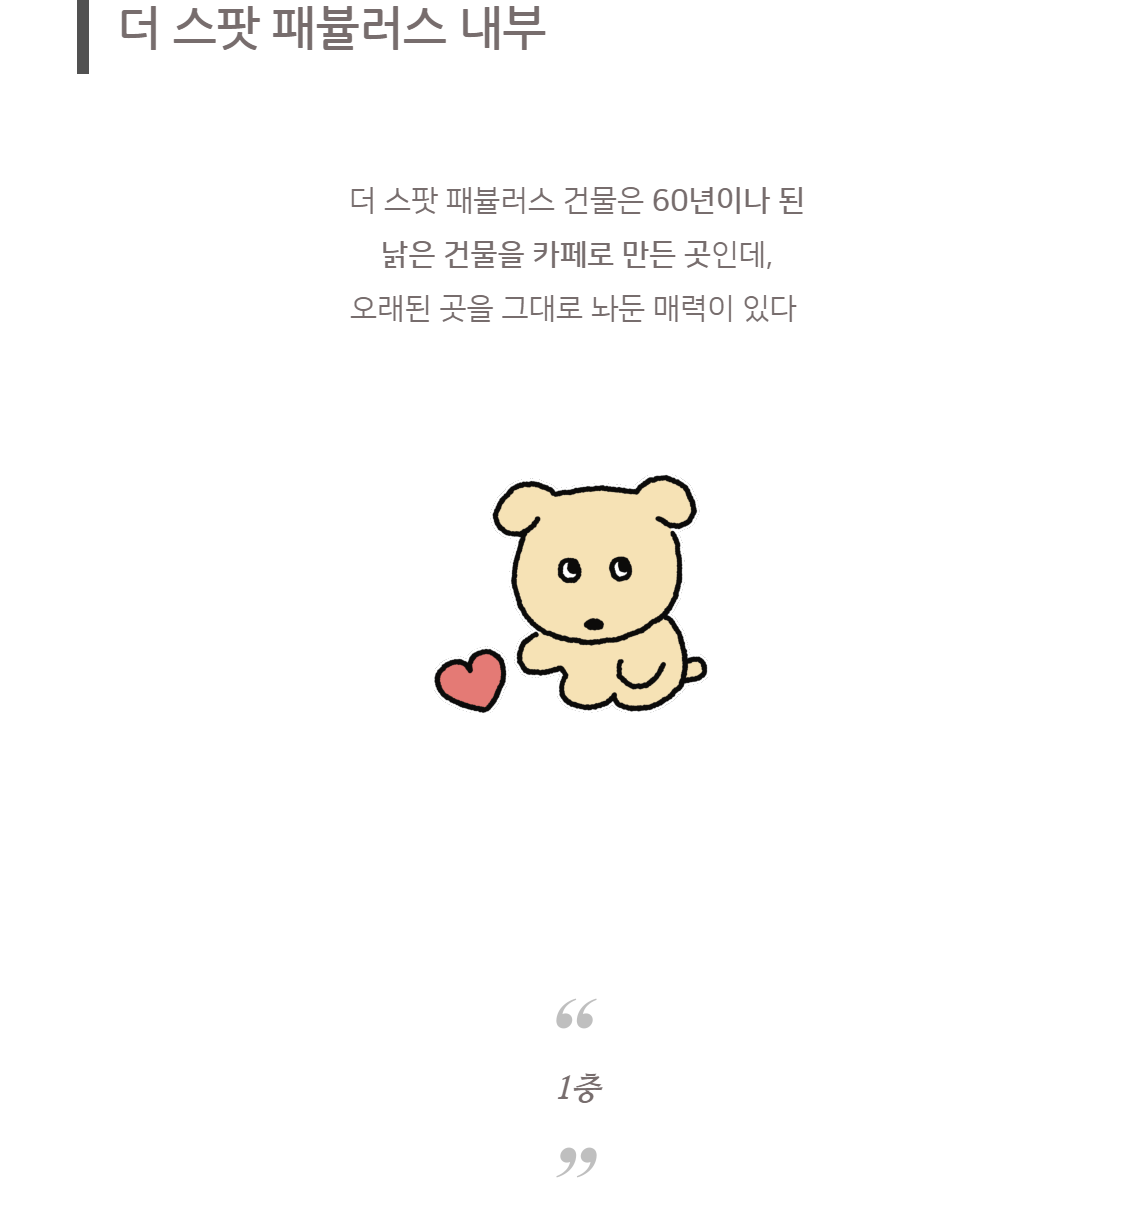 더 스팟 패뷸러스 내부
더 스팟 패뷸러스 건물은 60년이나 된
낡은 건물을 카페로 만든 곳인데,
오래된 곳을 그대로 놔둔 매력이 있다
“
1층
”